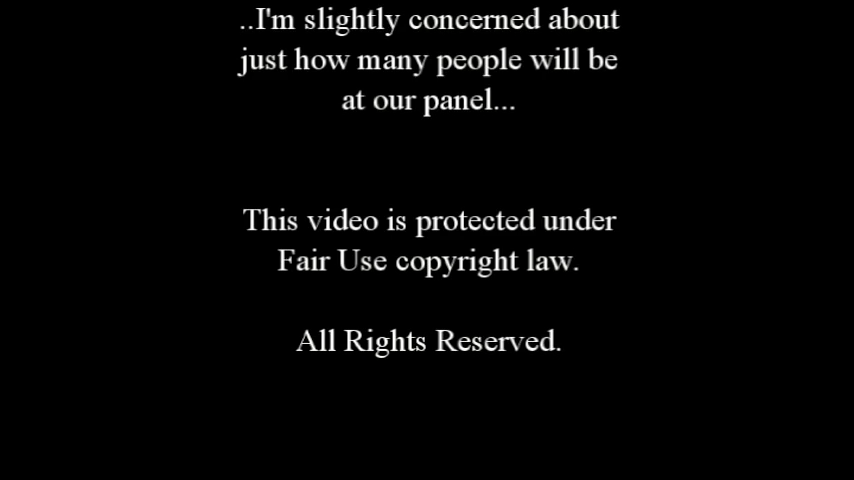 ..I'm slightly concerned about
just how many people will be
at our panel...
This video is protected under
Fair Use copyright law.
All Rights Reserved.